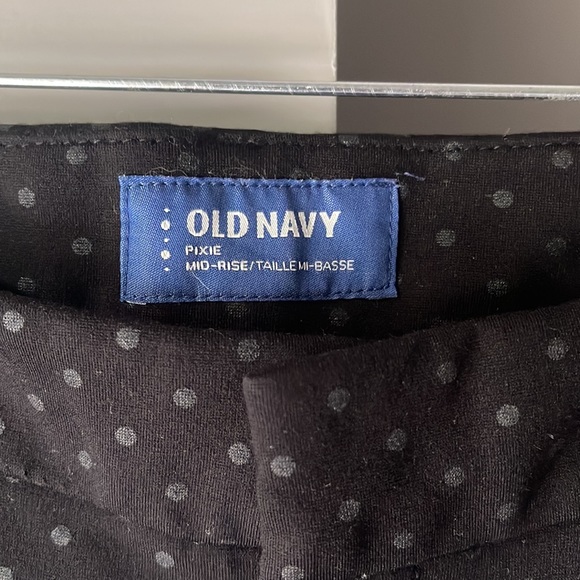 OLD NAVY
PIXIE
MID-RISE/TAILLE MI-BASSE